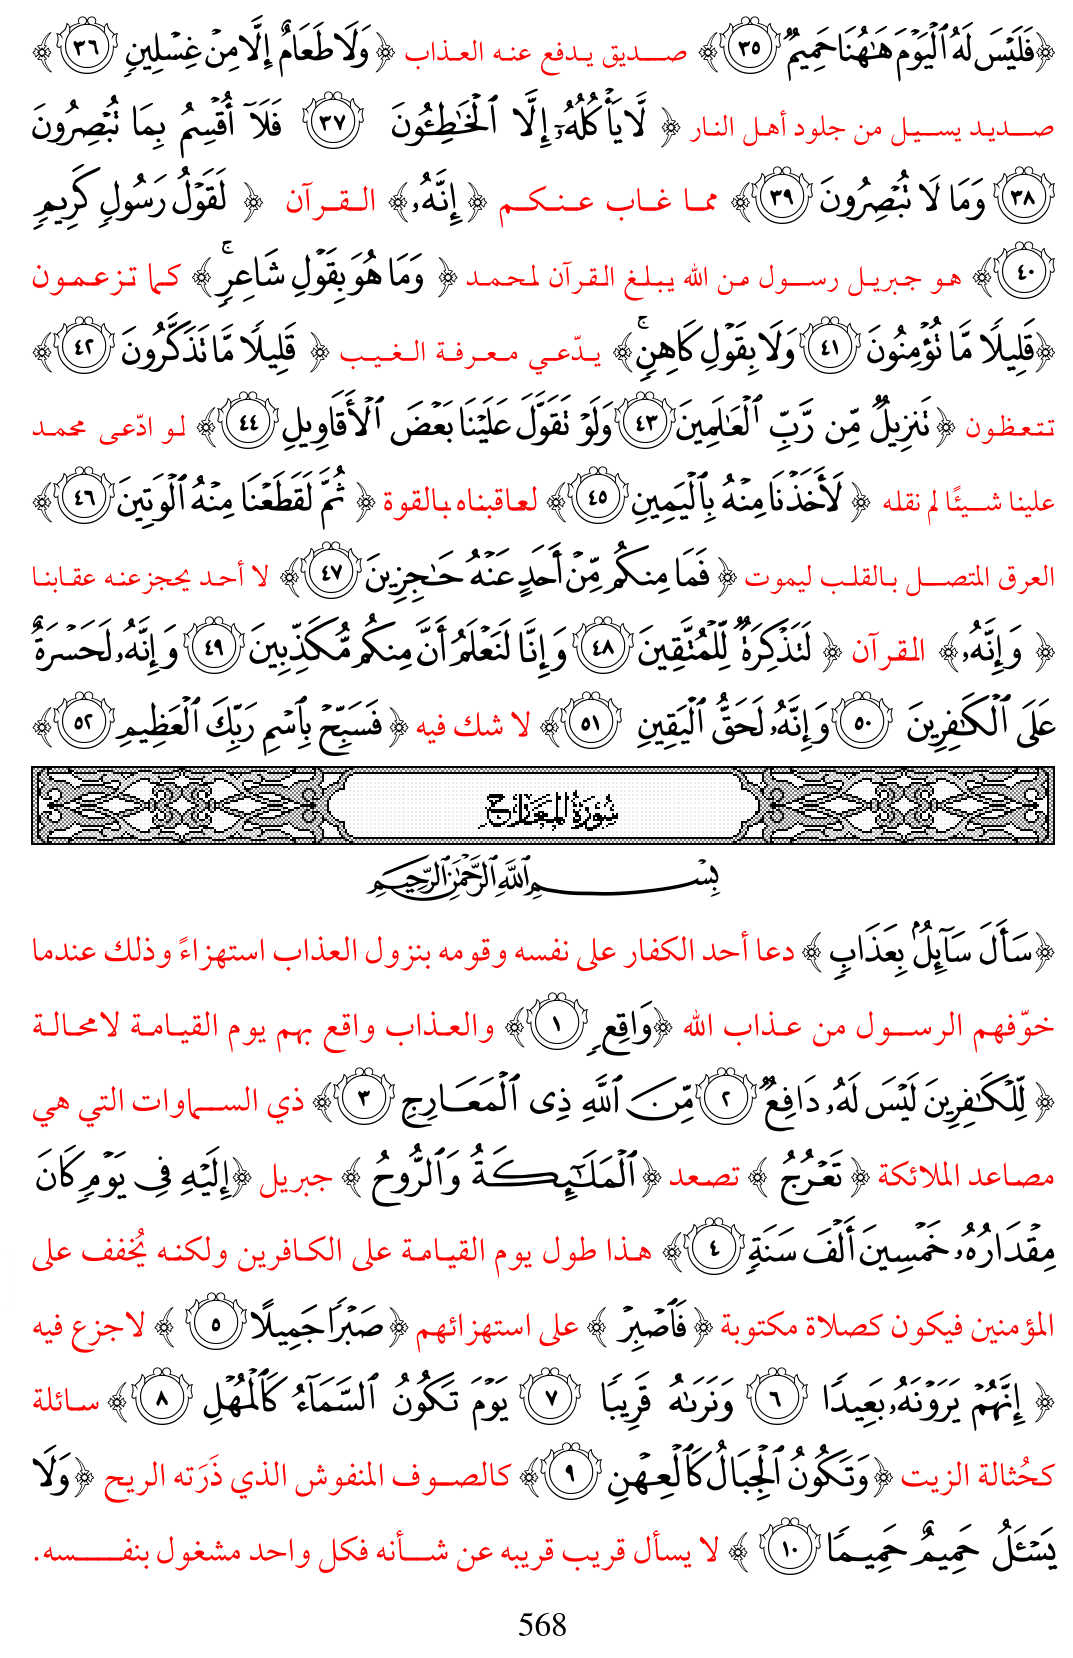 ﴿فَلَيْسَ لَهُ ٱلْيَوْمَ هَـٰهُنَا حَمِيمٌ ٣٥﴾ صديق يدفع عنه العذاب ﴿وَلَا طَعَامٌ إِلَّا مِنْ غِسْلِينٍ ٣٦﴾
صديد يسيل من جلود أهل النار ﴿لَّا يَأْكُلُهُۥٓ إِلَّا ٱلْخَـٰطِـُٔونَ ٣٧ فَلَآ أُقْسِمُ بِمَا تُبْصِرُونَ
٣٨ وَمَا لَا تُبْصِرُونَ ٣٩﴾ مما غاب عنكم ﴿إِنَّهُۥ﴾ القرآن ﴿لَقَوْلُ رَسُولٍ كَرِيمٍ
٤٠﴾ هو جبريل رسول من الله يبلغ القرآن لمحمد ﴿وَمَا هُوَ بِقَوْلِ شَاعِرٍ ۚ﴾ كما تزعمون
﴿قَلِيلًا مَّا تُؤْمِنُونَ ٤١ وَلَا بِقَوْلِ كَاهِنٍ ۚ﴾ يدّعي معرفة الغيب ﴿قَلِيلًا مَّا تَذَكَّرُونَ ٤٢﴾
تتعظون ﴿تَنزِيلٌ مِّن رَّبِّ ٱلْعَـٰلَمِينَ ٤٣ وَلَوْ تَقَوَّلَ عَلَيْنَا بَعْضَ ٱلْأَقَاوِيلِ ٤٤﴾ لو ادّعى محمد
علينا شيئًا لم نقله ﴿لَأَخَذْنَا مِنْهُ بِٱلْيَمِينِ ٤٥﴾ لعاقبناه بالقوة ﴿ثُمَّ لَقَطَعْنَا مِنْهُ ٱلْوَتِينَ ٤٦﴾
العرق المتصل بالقلب ليموت ﴿فَمَا مِنكُم مِّنْ أَحَدٍ عَنْهُ حَـٰجِزِينَ ٤٧﴾ لا أحد يحجز عنه عقابنا
﴿وَإِنَّهُۥ﴾ القرآن ﴿لَتَذْكِرَةٌ لِّلْمُتَّقِينَ ٤٨ وَإِنَّا لَنَعْلَمُ أَنَّ مِنكُم مُّكَذِّبِينَ ٤٩ وَإِنَّهُۥ لَحَسْرَةٌ
عَلَى ٱلْكَـٰفِرِينَ ٥٠ وَإِنَّهُۥ لَحَقُّ ٱلْيَقِينِ ٥١﴾ لا شك فيه ﴿فَسَبِّحْ بِٱسْمِ رَبِّكَ ٱلْعَظِيمِ ٥٢﴾
سُورَةُ المَعَارِجِ
بِسْمِ ٱللَّهِ ٱلرَّحْمَـٰنِ ٱلرَّحِيمِ
﴿سَأَلَ سَآئِلٌۢ بِعَذَابٍ﴾ دعا أحد الكفار على نفسه وقومه بنزول العذاب استهزاءً وذلك عندما
خوّفهم الرسول من عذاب الله ﴿وَاقِعٍ ١﴾ والعذاب واقع بهم يوم القيامة لامحالة
﴿لِّلْكَـٰفِرِينَ لَيْسَ لَهُۥ دَافِعٌ ٢ مِّنَ ٱللَّهِ ذِى ٱلْمَعَارِجِ ٣﴾ ذي السماوات التي هي
مصاعد الملائكة ﴿تَعْرُجُ﴾ تصعد ﴿ٱلْمَلَـٰٓئِكَةُ وَٱلرُّوحُ﴾ جبريل ﴿إِلَيْهِ فِى يَوْمٍ كَانَ
مِقْدَارُهُۥ خَمْسِينَ أَلْفَ سَنَةٍ ٤﴾ هذا طول يوم القيامة على الكافرين ولكنه يُخفف على
المؤمنين فيكون كصلاة مكتوبة ﴿فَٱصْبِرْ﴾ على استهزائهم ﴿صَبْرًا جَمِيلًا ٥﴾ لاجزع فيه
﴿إِنَّهُمْ يَرَوْنَهُۥ بَعِيدًا ٦ وَنَرَىٰهُ قَرِيبًا ٧ يَوْمَ تَكُونُ ٱلسَّمَآءُ كَٱلْمُهْلِ ٨﴾ سائلة
كحُثالة الزيت ﴿وَتَكُونُ ٱلْجِبَالُ كَٱلْعِهْنِ ٩﴾ كالصوف المنفوش الذي ذَرَته الريح ﴿وَلَا
يَسْـَٔلُ حَمِيمٌ حَمِيمًا ١٠﴾ لا يسأل قريب قريبه عن شأنه فكل واحد مشغول بنفسه.
568